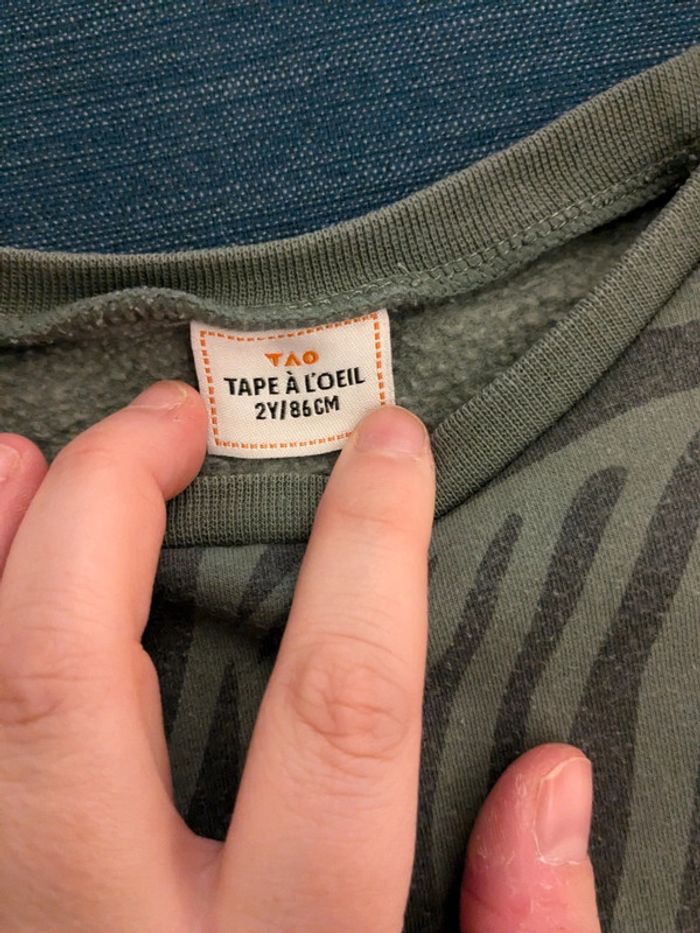 TAO
TAPE À L'OEIL
2Y/86CM